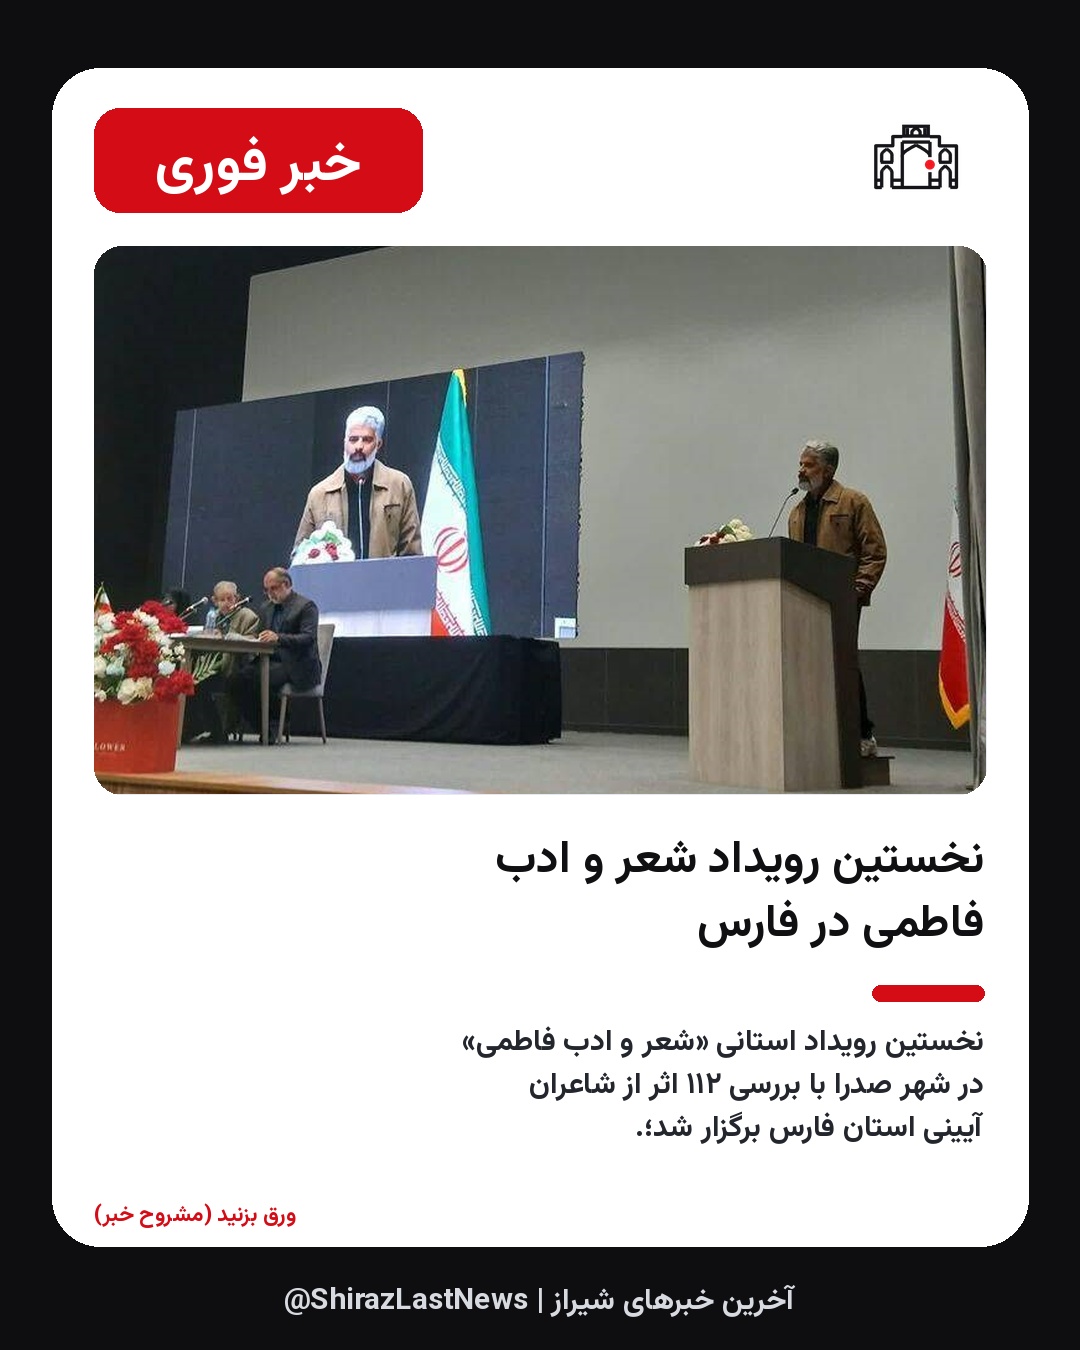 خبر فوری
LOWER
نخستین رویداد شعر و ادب
فاطمی در فارس
نخستین رویداد استانی «شعر و ادب فاطمی»
در شهر صدرا با بررسی ۱۱۲ اثر از شاعران
آیینی استان فارس برگزار شد؛.
ورق بزنید (مشروح خبر)
آخرین خبرهای شیراز | ShirazLastNews@